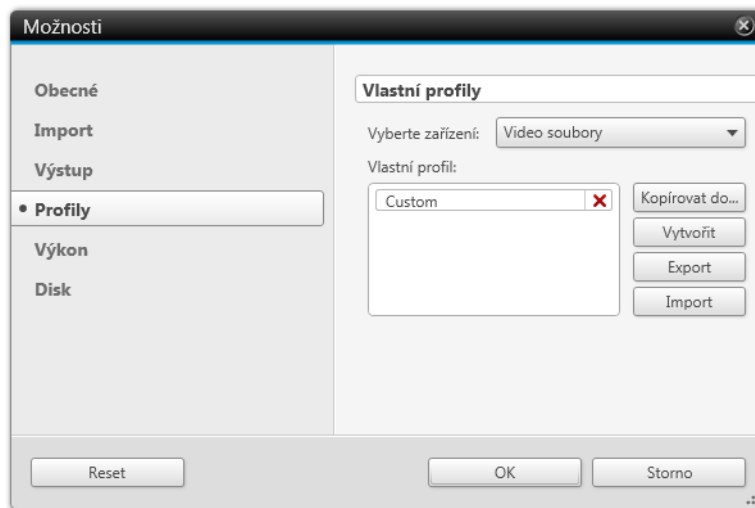 Možnosti
Obecné
Import
Výstup
Profily
Výkon
Disk
Vlastní profily
Vyberte zařízení: Video soubory
Vlastní profil:
Custom
Kopírovat do...
Vytvořit
Export
Import
Reset
OK
Storno